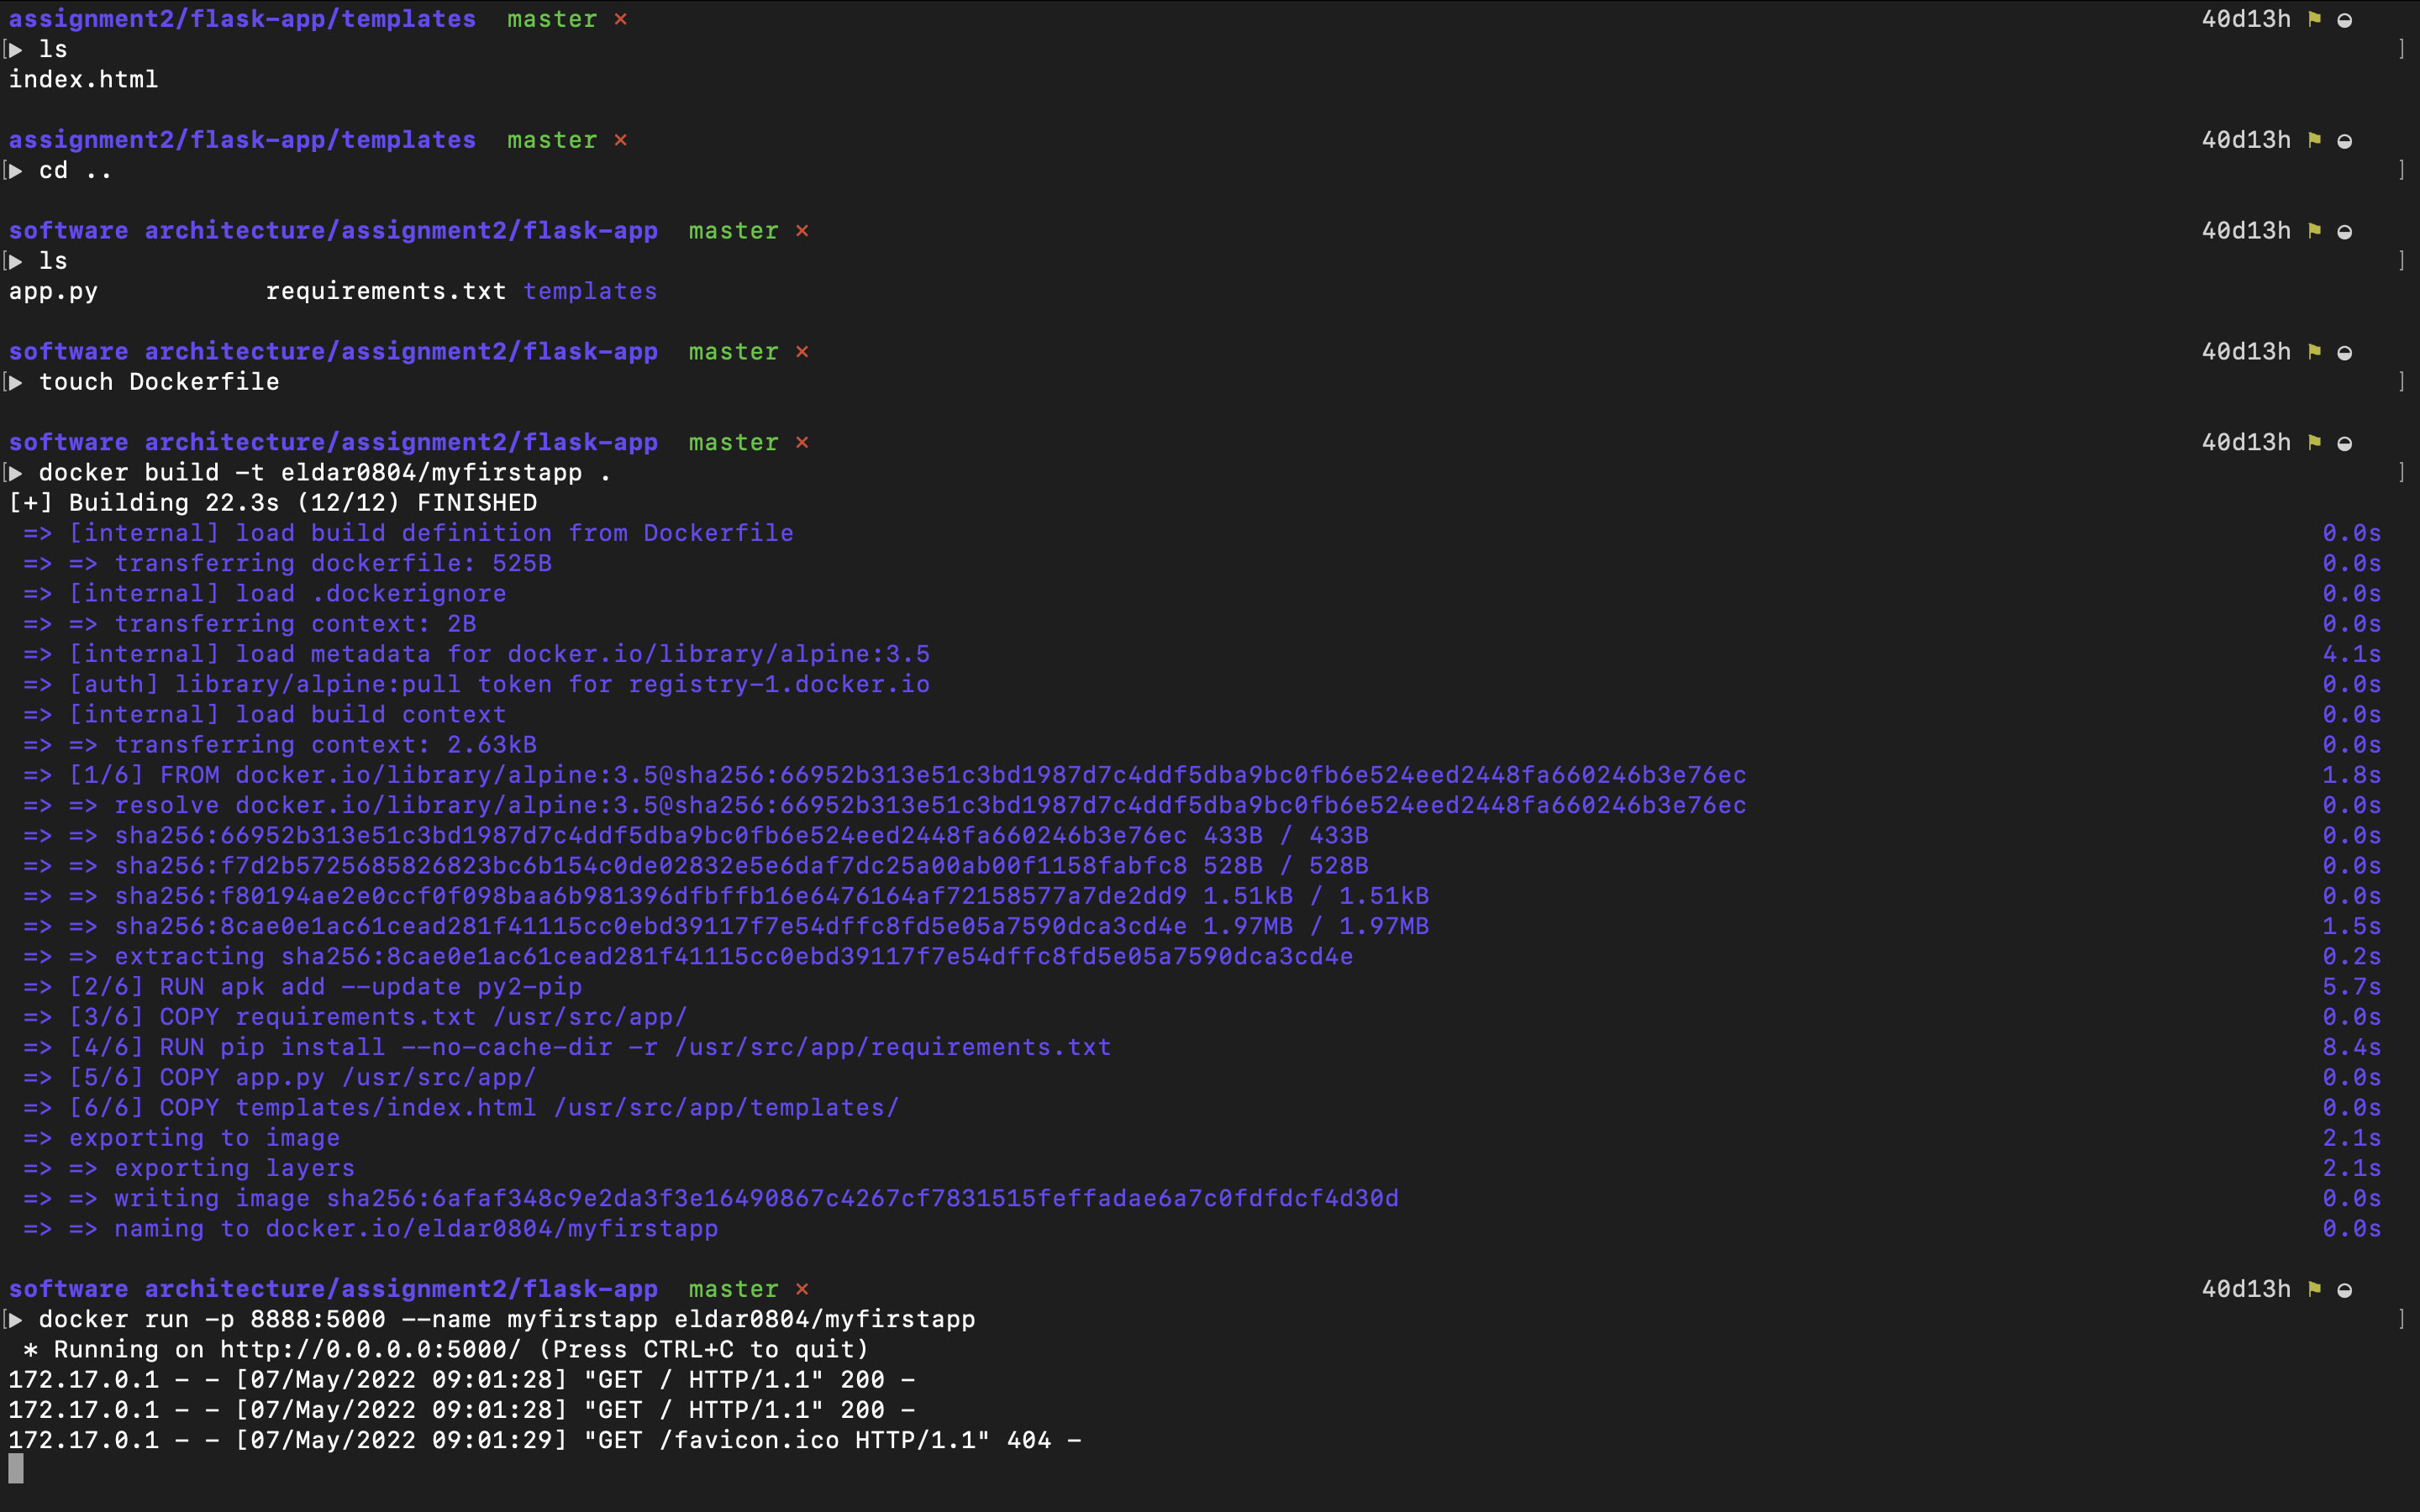 assignment2/flask-app/templates master × 40d13h
ls
index.html
assignment2/flask-app/templates master × 40d13h
cd ..
software architecture/assignment2/flask-app master × 40d13h
ls
app.py requirements.txt templates
software architecture/assignment2/flask-app master × 40d13h
touch Dockerfile
software architecture/assignment2/flask-app master × 40d13h
docker build -t eldar0804/myfirstapp .
[+] Building 22.3s (12/12) FINISHED
=> [internal] load build definition from Dockerfile 0.0s
=> => transferring dockerfile: 525B 0.0s
=> [internal] load .dockerignore 0.0s
=> => transferring context: 2B 0.0s
=> [internal] load metadata for docker.io/library/alpine:3.5 4.1s
=> [auth] library/alpine:pull token for registry-1.docker.io 0.0s
=> [internal] load build context 0.0s
=> => transferring context: 2.63kB 0.0s
=> [1/6] FROM docker.io/library/alpine:3.5@sha256:66952b313e51c3bd1987d7c4ddf5dba9bc0fb6e524eed2448fa660246b3e76ec 1.8s
=> => resolve docker.io/library/alpine:3.5@sha256:66952b313e51c3bd1987d7c4ddf5dba9bc0fb6e524eed2448fa660246b3e76ec 0.0s
=> => sha256:66952b313e51c3bd1987d7c4ddf5dba9bc0fb6e524eed2448fa660246b3e76ec 433B / 433B 0.0s
=> => sha256:f7d2b5725685826823bc6b154c0de02832e5e6daf7dc25a00ab00f1158fabfc8 528B / 528B 0.0s
=> => sha256:f80194ae2e0ccf0f098baa6b981396dfbffb16e6476164af72158577a7de2dd9 1.51kB / 1.51kB 0.0s
=> => sha256:8cae0e1ac61cead281f41115cc0ebd39117f7e54dffc8fd5e05a7590dca3cd4e 1.97MB / 1.97MB 1.5s
=> => extracting sha256:8cae0e1ac61cead281f41115cc0ebd39117f7e54dffc8fd5e05a7590dca3cd4e 0.2s
=> [2/6] RUN apk add --update py2-pip 5.7s
=> [3/6] COPY requirements.txt /usr/src/app/ 0.0s
=> [4/6] RUN pip install --no-cache-dir -r /usr/src/app/requirements.txt 8.4s
=> [5/6] COPY app.py /usr/src/app/ 0.0s
=> [6/6] COPY templates/index.html /usr/src/app/templates/ 0.0s
=> exporting to image 2.1s
=> => exporting layers 2.1s
=> => writing image sha256:6afaf348c9e2da3f3e16490867c4267cf7831515feffadae6a7c0fdfdcf4d30d 0.0s
=> => naming to docker.io/eldar0804/myfirstapp 0.0s
software architecture/assignment2/flask-app master × 40d13h
docker run -p 8888:5000 --name myfirstapp eldar0804/myfirstapp
* Running on http://0.0.0.0:5000/ (Press CTRL+C to quit)
172.17.0.1 - - [07/May/2022 09:01:28] "GET / HTTP/1.1" 200 -
172.17.0.1 - - [07/May/2022 09:01:28] "GET / HTTP/1.1" 200 -
172.17.0.1 - - [07/May/2022 09:01:29] "GET /favicon.ico HTTP/1.1" 404 -